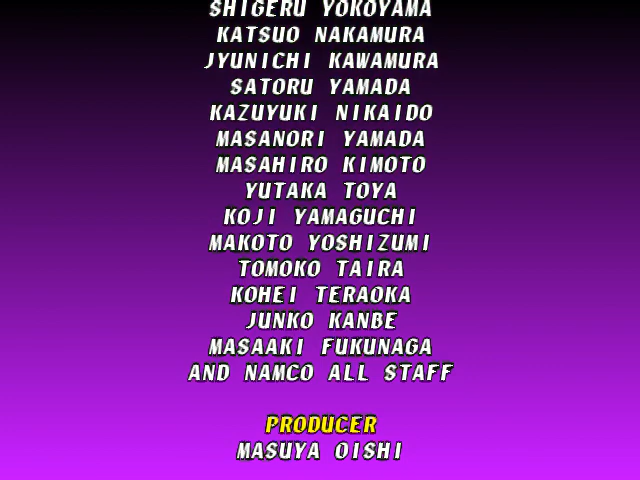 SHIGERU YOKOYAMA
KATSUO NAKAMURA
JYUNICHI KAWAMURA
SATORU YAMADA
KAZUYUKI NIKAIDO
MASANORI YAMADA
MASAHIRO KIMOTO
YUTAKA TOYA
KOJI YAMAGUCHI
MAKOTO YOSHIZUMI
TOMOKO TAIRA
KOHEI TERAOKA
JUNKO KANBE
MASAAKI FUKUNAGA
AND NAMCO ALL STAFF
PRODUCER
MASUYA OISHI